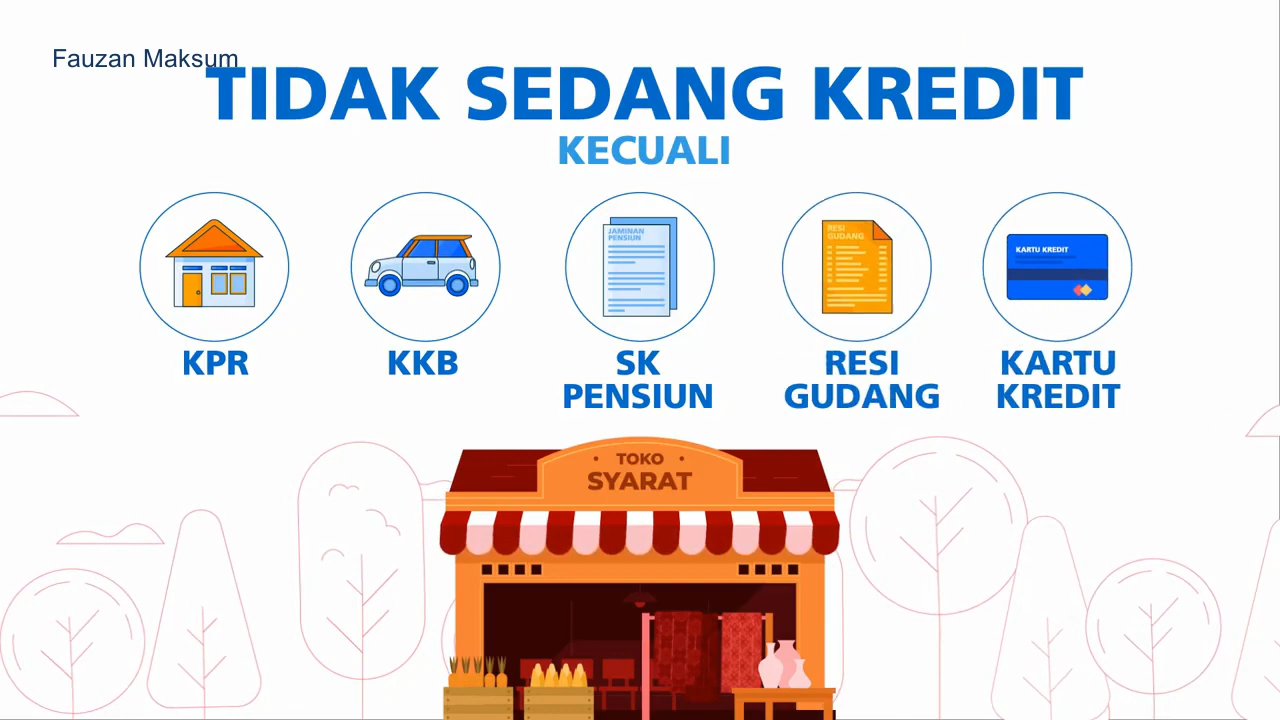 Fauzan Maksum
TIDAK SEDANG KREDIT
KECUALI
JAMINAN
PENSIUN
RESI
GUDANG
KARTU KREDIT
KPR
KKB
SK
PENSIUN
RESI
GUDANG
KARTU
KREDIT
• TOKO •
SYARAT